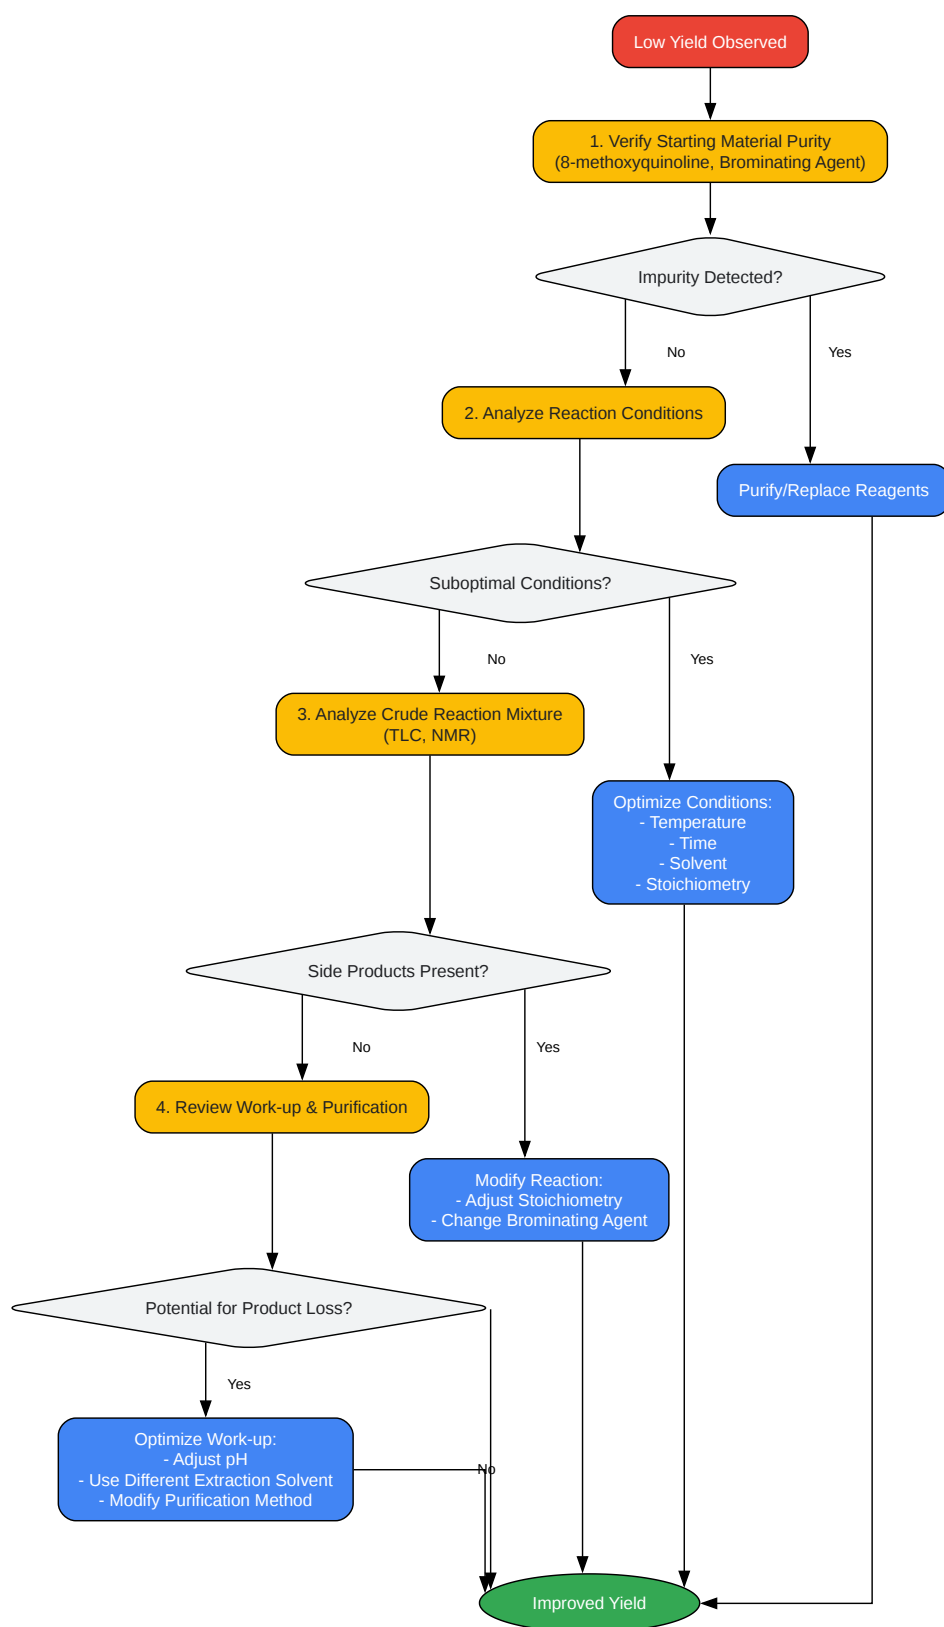 Low Yield Observed
1. Verify Starting Material Purity
(8-methoxyquinoline, Brominating Agent)
Impurity Detected?
No
Yes
2. Analyze Reaction Conditions
Purify/Replace Reagents
Suboptimal Conditions?
No
Yes
3. Analyze Crude Reaction Mixture
(TLC, NMR)
Optimize Conditions:
- Temperature
- Time
- Solvent
- Stoichiometry
Side Products Present?
No
Yes
4. Review Work-up & Purification
Modify Reaction:
- Adjust Stoichiometry
- Change Brominating Agent
Potential for Product Loss?
Yes
Optimize Work-up:
- Adjust pH
- Use Different Extraction Solvent
- Modify Purification Method
No
Improved Yield